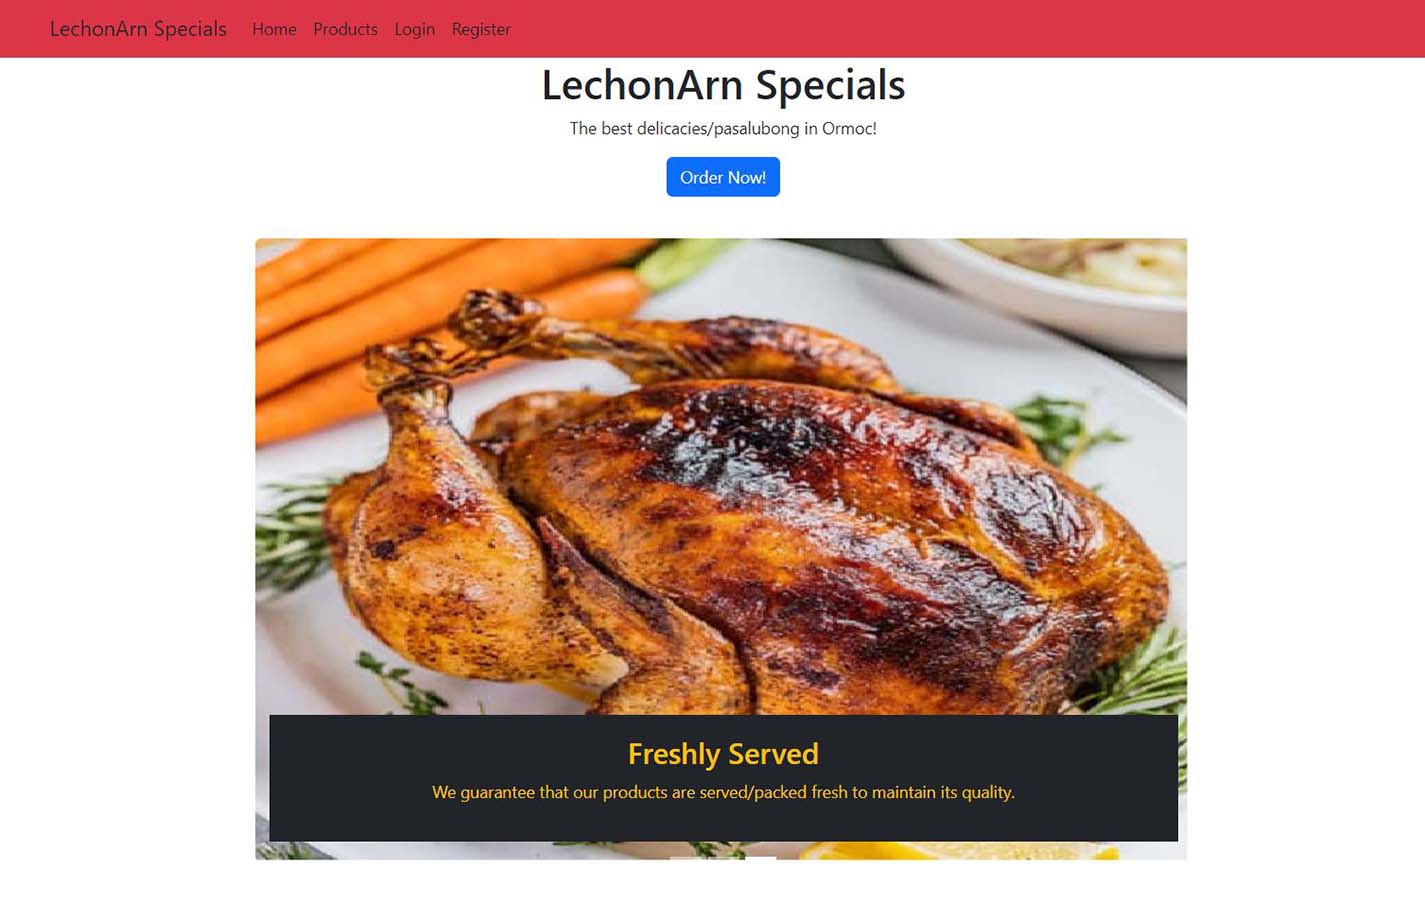 LechonArn Specials Home Products Login Register
LechonArn Specials
The best delicacies/pasalubong in Ormoc!
Order Now!
Freshly Served
We guarantee that our products are served/packed fresh to maintain its quality.